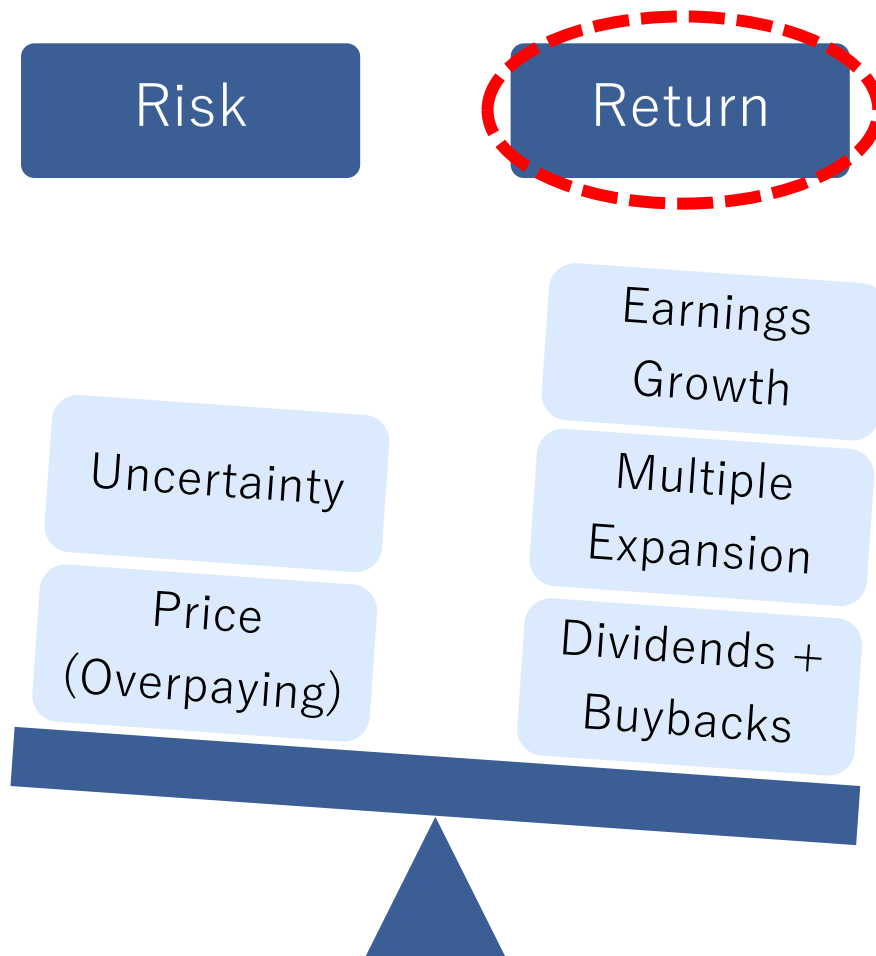 Risk
Return
Uncertainty
Price
(Overpaying)
Earnings
Growth
Multiple
Expansion
Dividends +
Buybacks